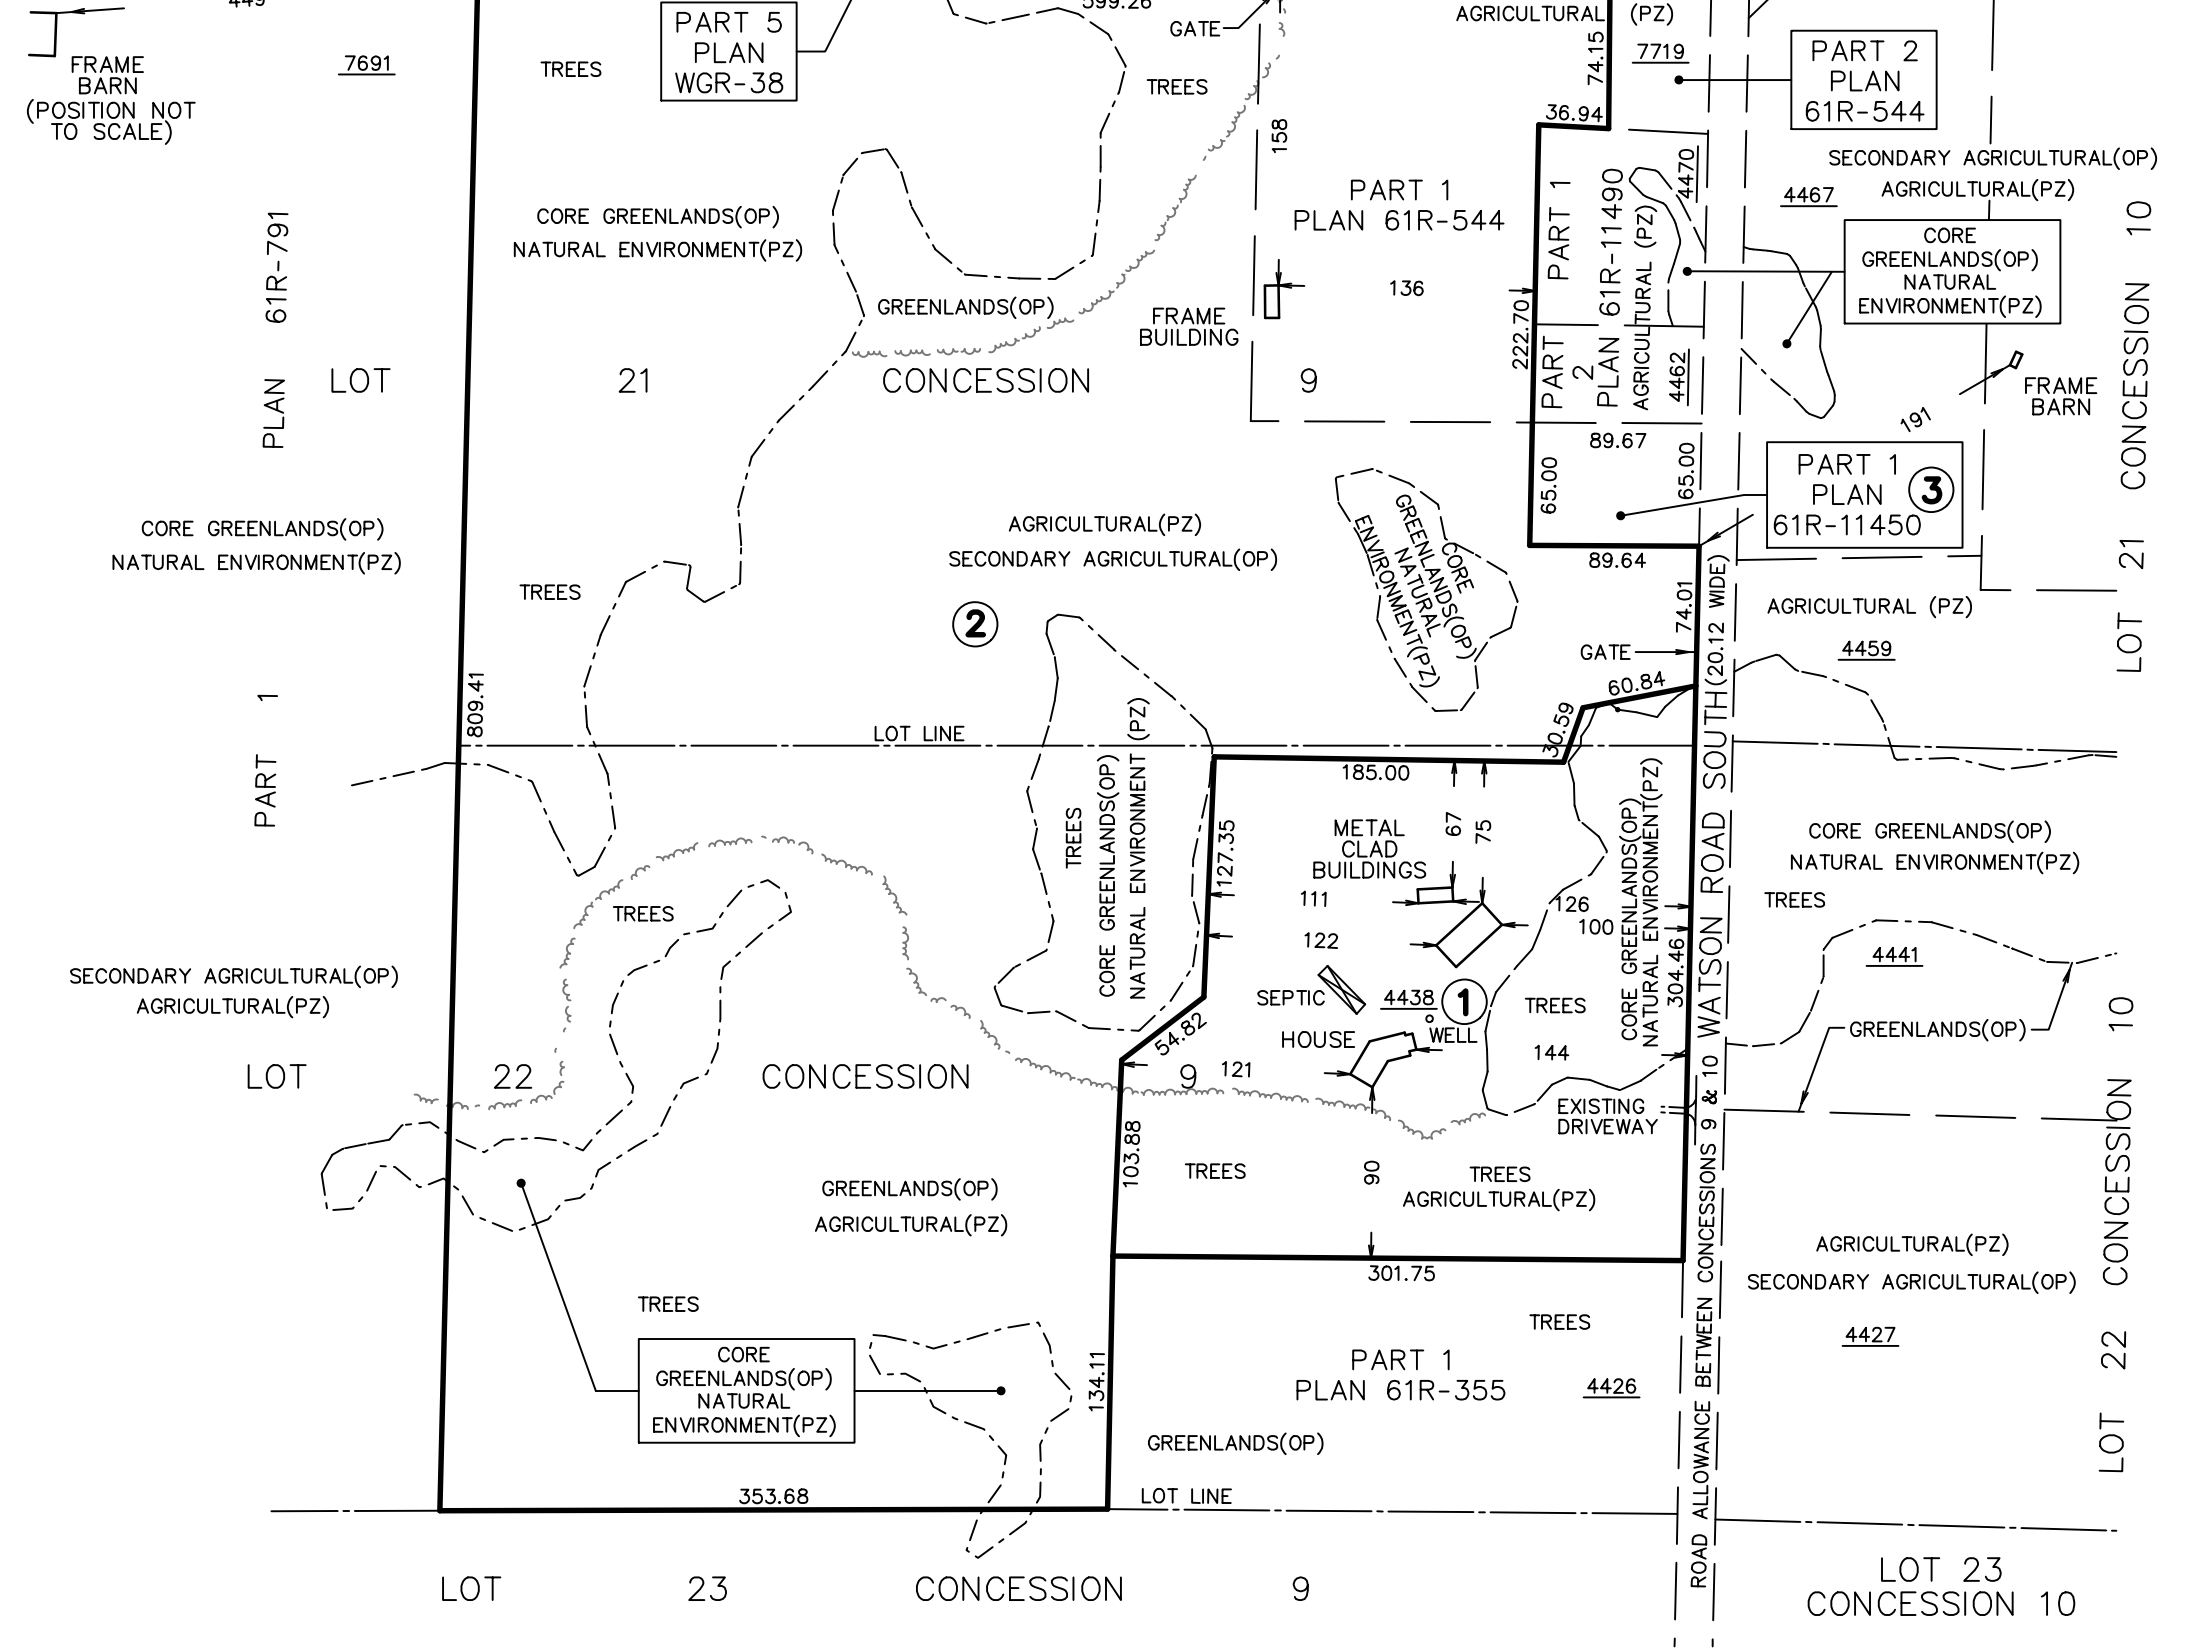 449
FRAME
BARN
(POSITION NOT
TO SCALE)
7691
TREES
PART 5
PLAN
WGR-38
599.26
GATE
TREES
158
AGRICULTURAL (PZ)
74.15
7719
PART 2
PLAN
61R-544
36.94
SECONDARY AGRICULTURAL(OP)
AGRICULTURAL(PZ)
4467
4470
CORE
GREENLANDS(OP)
NATURAL
ENVIRONMENT(PZ)
PLAN 61R-791
CORE GREENLANDS(OP)
NATURAL ENVIRONMENT(PZ)
GREENLANDS(OP)
PART 1
PLAN 61R-544
FRAME
BUILDING
136
PART 1
PLAN 61R-11490
AGRICULTURAL (PZ)
222.70
PART
2
PLAN
AGRICULTURAL (PZ)
4462
FRAME
BARN
191
LOT 21 CONCESSION 10
LOT 21 CONCESSION 9
89.67
65.00
65.00
PART 1
PLAN
61R-11450
3
89.64
CORE GREENLANDS(OP)
NATURAL ENVIRONMENT(PZ)
AGRICULTURAL(PZ)
SECONDARY AGRICULTURAL(OP)
CORE
GREENLANDS(OP)
NATURAL
ENVIRONMENT(PZ)
TREES
2
74.01
GATE
60.84
30.59
AGRICULTURAL (PZ)
4459
PART 1
809.41
LOT LINE
185.00
TREES
CORE GREENLANDS(OP)
NATURAL ENVIRONMENT (PZ)
127.35
METAL
CLAD
BUILDINGS
67
75
111
122
126
100
CORE GREENLANDS(OP)
NATURAL ENVIRONMENT(PZ)
304.46
WATSON ROAD SOUTH(20.12 WIDE)
ROAD ALLOWANCE BETWEEN CONCESSIONS 9 & 10
CORE GREENLANDS(OP)
NATURAL ENVIRONMENT(PZ)
TREES
4441
GREENLANDS(OP)
TREES
SECONDARY AGRICULTURAL(OP)
AGRICULTURAL(PZ)
SEPTIC
4438
1
WELL
HOUSE
TREES
144
54.82
121
LOT 22 CONCESSION 9
EXISTING
DRIVEWAY
103.88
90
TREES
TREES
AGRICULTURAL(PZ)
GREENLANDS(OP)
AGRICULTURAL(PZ)
301.75
AGRICULTURAL(PZ)
SECONDARY AGRICULTURAL(OP)
4427
LOT 22 CONCESSION 10
TREES
CORE
GREENLANDS(OP)
NATURAL
ENVIRONMENT(PZ)
134.11
TREES
PART 1
PLAN 61R-355
4426
GREENLANDS(OP)
353.68
LOT LINE
LOT 23 CONCESSION 9
LOT 23
CONCESSION 10